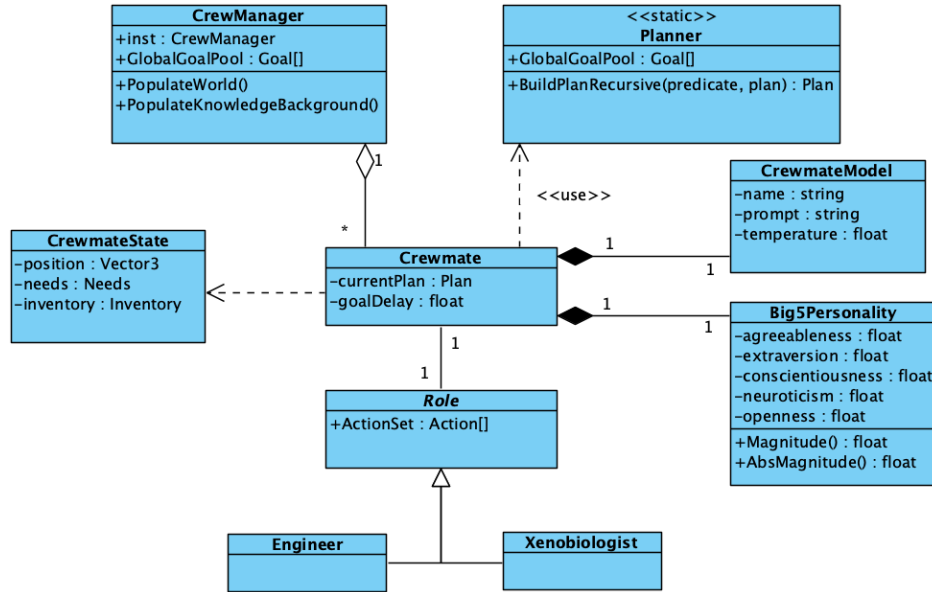 CrewManager
+inst : CrewManager
+GlobalGoalPool : Goal[]
+PopulateWorld()
+PopulateKnowledgeBackground()
<<static>>
Planner
+GlobalGoalPool : Goal[]
+BuildPlanRecursive(predicate, plan) : Plan
1
*
<<use>>
CrewmateModel
-name : string
-prompt : string
-temperature : float
CrewmateState
-position : Vector3
-needs : Needs
-inventory : Inventory
Crewmate
-currentPlan : Plan
-goalDelay : float
1
1
1
1
Big5Personality
-agreeableness : float
-extraversion : float
-conscientiousness : float
-neuroticism : float
-openness : float
+Magnitude() : float
+AbsMagnitude() : float
1
1
Role
+ActionSet : Action[]
Engineer
Xenobiologist